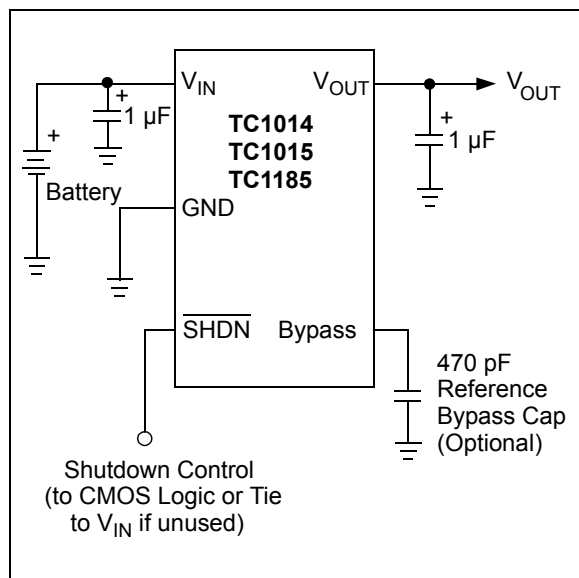 V_IN
V_OUT
V_OUT
+
1 µF
+
1 µF
TC1014
TC1015
TC1185
+
Battery
GND
SHDN
Bypass
470 pF
Reference
Bypass Cap
(Optional)
Shutdown Control
(to CMOS Logic or Tie
to V_IN if unused)